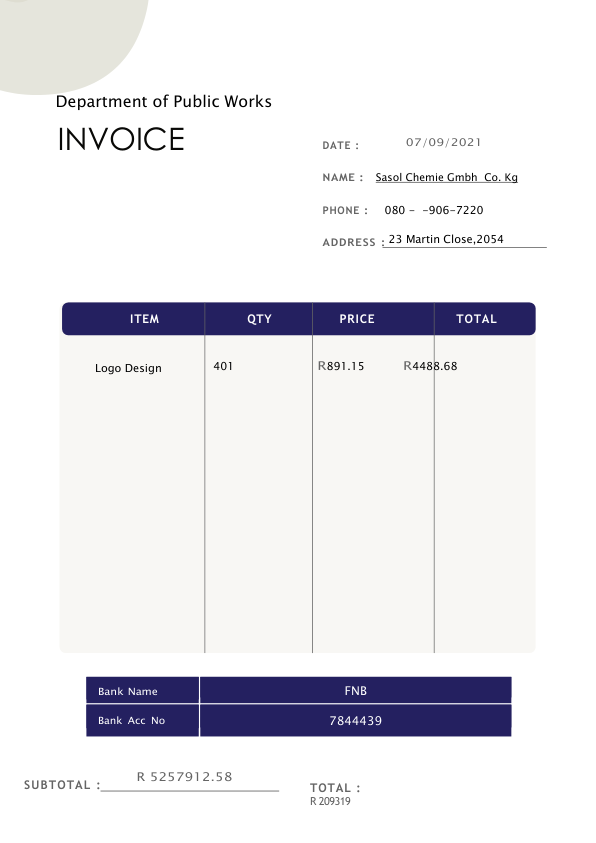 Department of Public Works
INVOICE
DATE : 07/09/2021
NAME : Sasol Chemie Gmbh  Co. Kg
PHONE : 080 -  -906-7220
ADDRESS : 23 Martin Close,2054
ITEM QTY PRICE TOTAL
Logo Design 401 R891.15 R4488.68
Bank Name FNB
Bank Acc No 7844439
SUBTOTAL : R 5257912.58
TOTAL :
R 209319